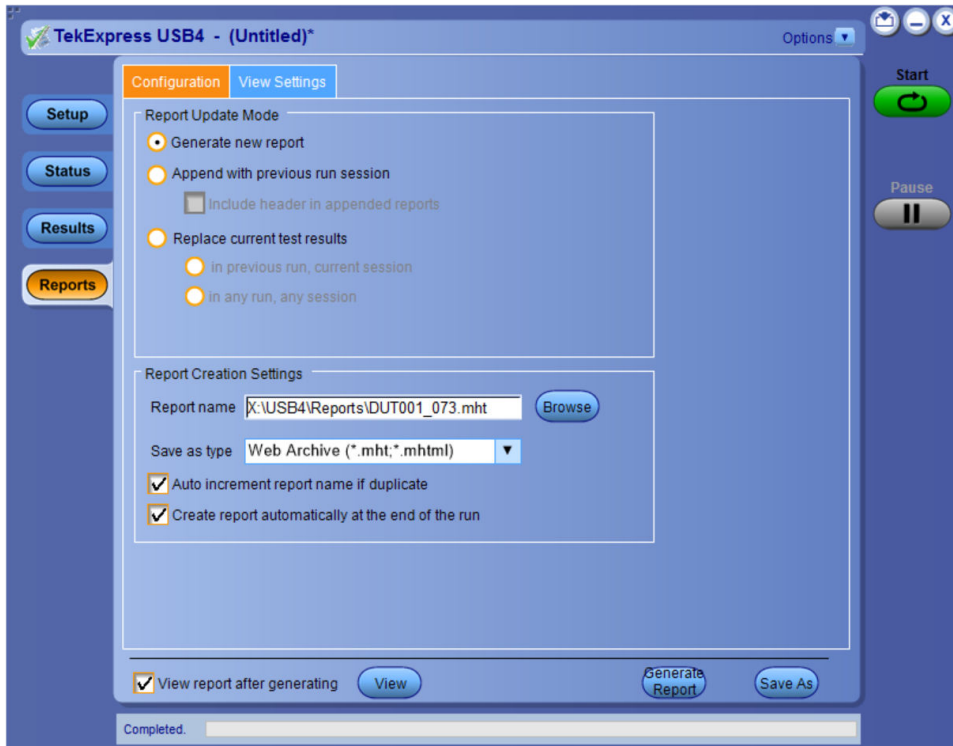 TekExpress USB4 - (Untitled)*
Options
X
Start
Pause
Setup
Status
Results
Reports
Configuration
View Settings
Report Update Mode
Generate new report
Append with previous run session
Include header in appended reports
Replace current test results
in previous run, current session
in any run, any session
Report Creation Settings
Report name
X:\USB4\Reports\DUT001_073.mht
Browse
Save as type
Web Archive (*.mht;*.mhtml)
Auto increment report name if duplicate
Create report automatically at the end of the run
View report after generating
View
Generate
Report
Save As
Completed.